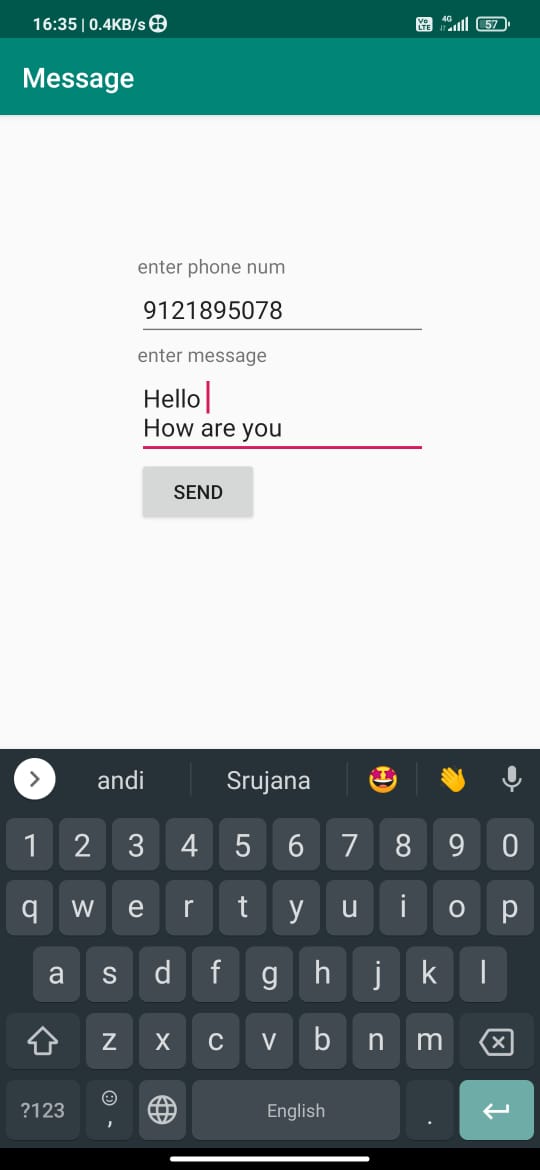 16:35 | 0.4KB/s
Vo LTE 4G 57
Message
enter phone num
9121895078
enter message
Hello
How are you
SEND
andi Srujana
1 2 3 4 5 6 7 8 9 0
q w e r t y u i o p
a s d f g h j k l
z x c v b n m
?123 , English .